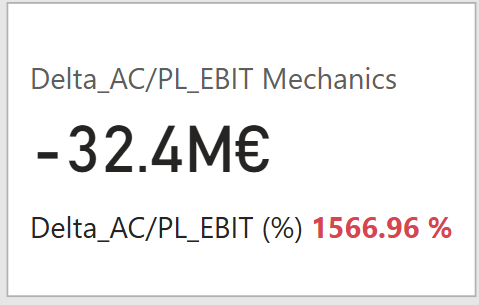 Delta_AC/PL_EBIT Mechanics
-32.4M€
Delta_AC/PL_EBIT (%) 1566.96 %